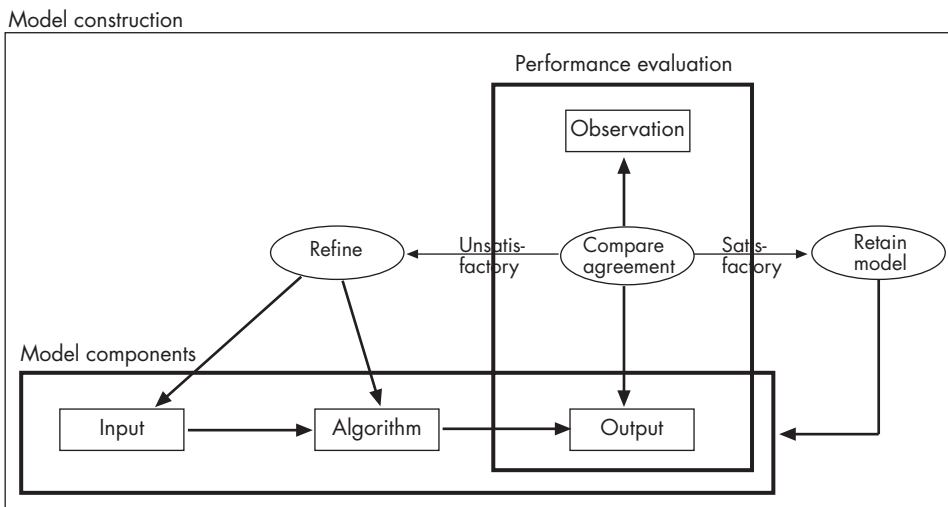 Model construction
Performance evaluation
Observation
Refine
Unsatis-
factory
Compare
agreement
Satis-
factory
Retain
model
Model components
Input
Algorithm
Output